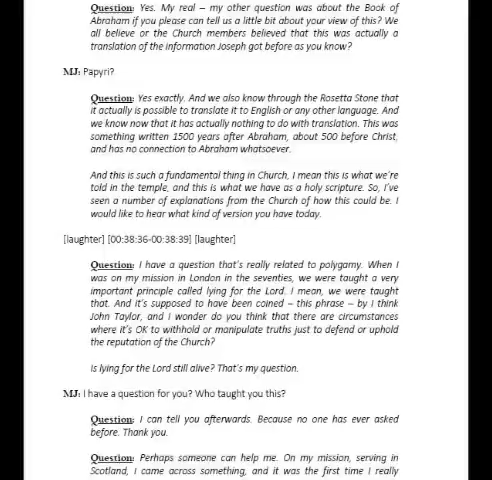 Question: Yes. My real – my other question was about the Book of
Abraham if you please can tell us a little bit about your view of this? We
all believe or the Church members believed that this was actually a
translation of the information Joseph got before as you know?
MJ: Papyri?
Question: Yes exactly. And we also know through the Rosetta Stone that
it actually is possible to translate it to English or any other language. And
we know now that it has actually nothing to do with translation. This was
something written 1500 years after Abraham, about 500 before Christ,
and has no connection to Abraham whatsoever.
And this is such a fundamental thing in Church, I mean this is what we're
told in the temple, and this is what we have as a holy scripture. So, I've
seen a number of explanations from the Church of how this could be. I
would like to hear what kind of version you have today.
[laughter] [00:38:36-00:38:39] [laughter]
Question: I have a question that's really related to polygamy. When I
was on my mission in London in the seventies, we were taught a very
important principle called lying for the Lord. I mean, we were taught
that. And it's supposed to have been coined – this phrase – by I think
John Taylor, and I wonder do you think that there are circumstances
where it's OK to withhold or manipulate truths just to defend or uphold
the reputation of the Church?
Is lying for the Lord still alive? That's my question.
MJ: I have a question for you? Who taught you this?
Question: I can tell you afterwards. Because no one has ever asked
before. Thank you.
Question: Perhaps someone can help me. On my mission, serving in
Scotland, I came across something, and it was the first time I really